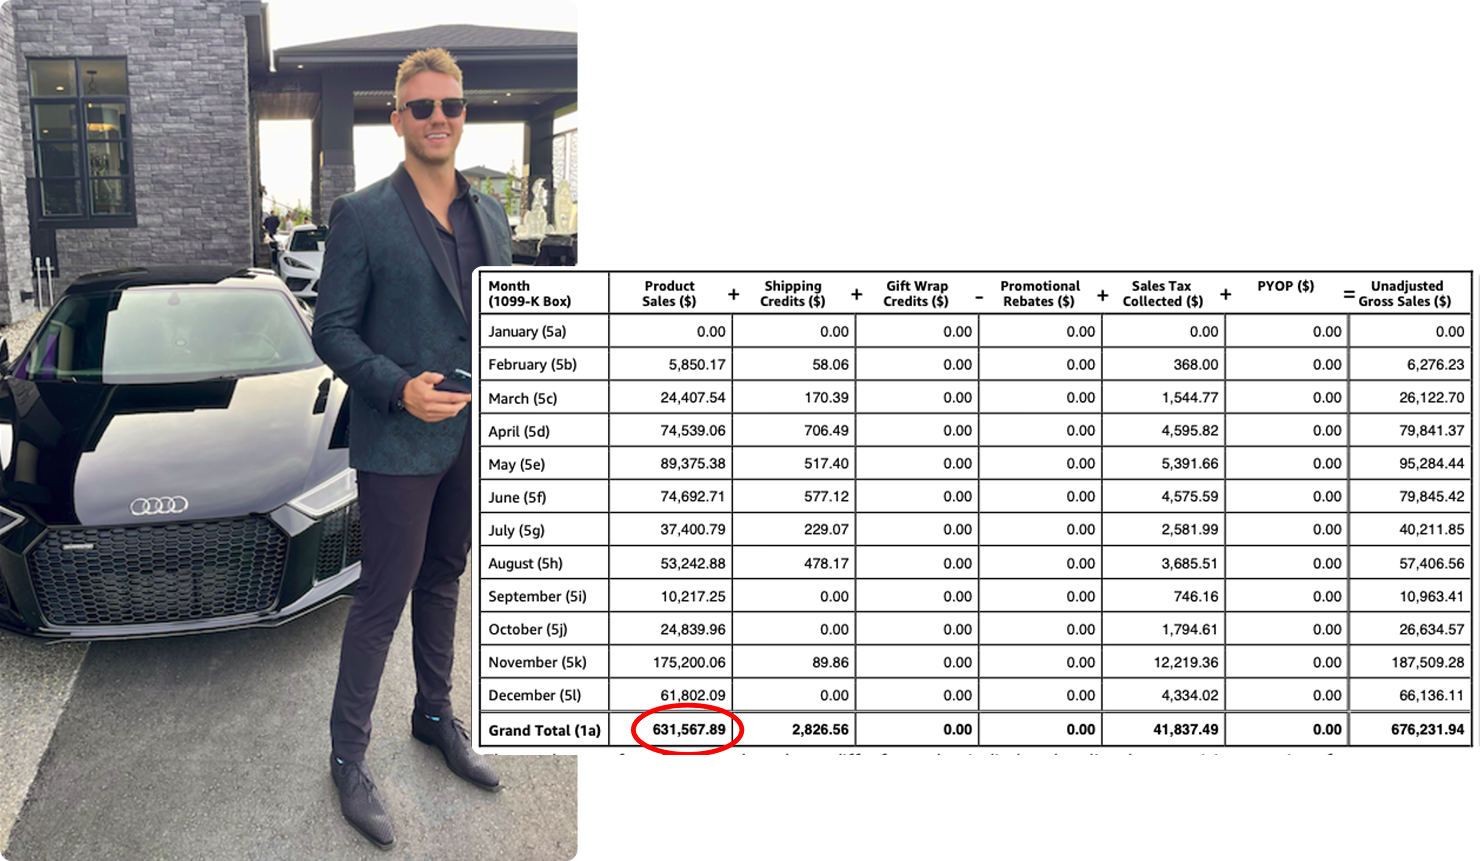 Month Product + Shipping + Gift Wrap - Promotional + Sales Tax + PYOP ($) = Unadjusted
(1099-K Box) Sales ($) Credits ($) Credits ($) Rebates ($) Collected ($) Gross Sales ($)
January (5a) 0.00 0.00 0.00 0.00 0.00 0.00 0.00
February (5b) 5,850.17 58.06 0.00 0.00 368.00 0.00 6,276.23
March (5c) 24,407.54 170.39 0.00 0.00 1,544.77 0.00 26,122.70
April (5d) 74,539.06 706.49 0.00 0.00 4,595.82 0.00 79,841.37
May (5e) 89,375.38 517.40 0.00 0.00 5,391.66 0.00 95,284.44
June (5f) 74,692.71 577.12 0.00 0.00 4,575.59 0.00 79,845.42
July (5g) 37,400.79 229.07 0.00 0.00 2,581.99 0.00 40,211.85
August (5h) 53,242.88 478.17 0.00 0.00 3,685.51 0.00 57,406.56
September (5i) 10,217.25 0.00 0.00 0.00 746.16 0.00 10,963.41
October (5j) 24,839.96 0.00 0.00 0.00 1,794.61 0.00 26,634.57
November (5k) 175,200.06 89.86 0.00 0.00 12,219.36 0.00 187,509.28
December (5l) 61,802.09 0.00 0.00 0.00 4,334.02 0.00 66,136.11
Grand Total (1a) 631,567.89 2,826.56 0.00 0.00 41,837.49 0.00 676,231.94